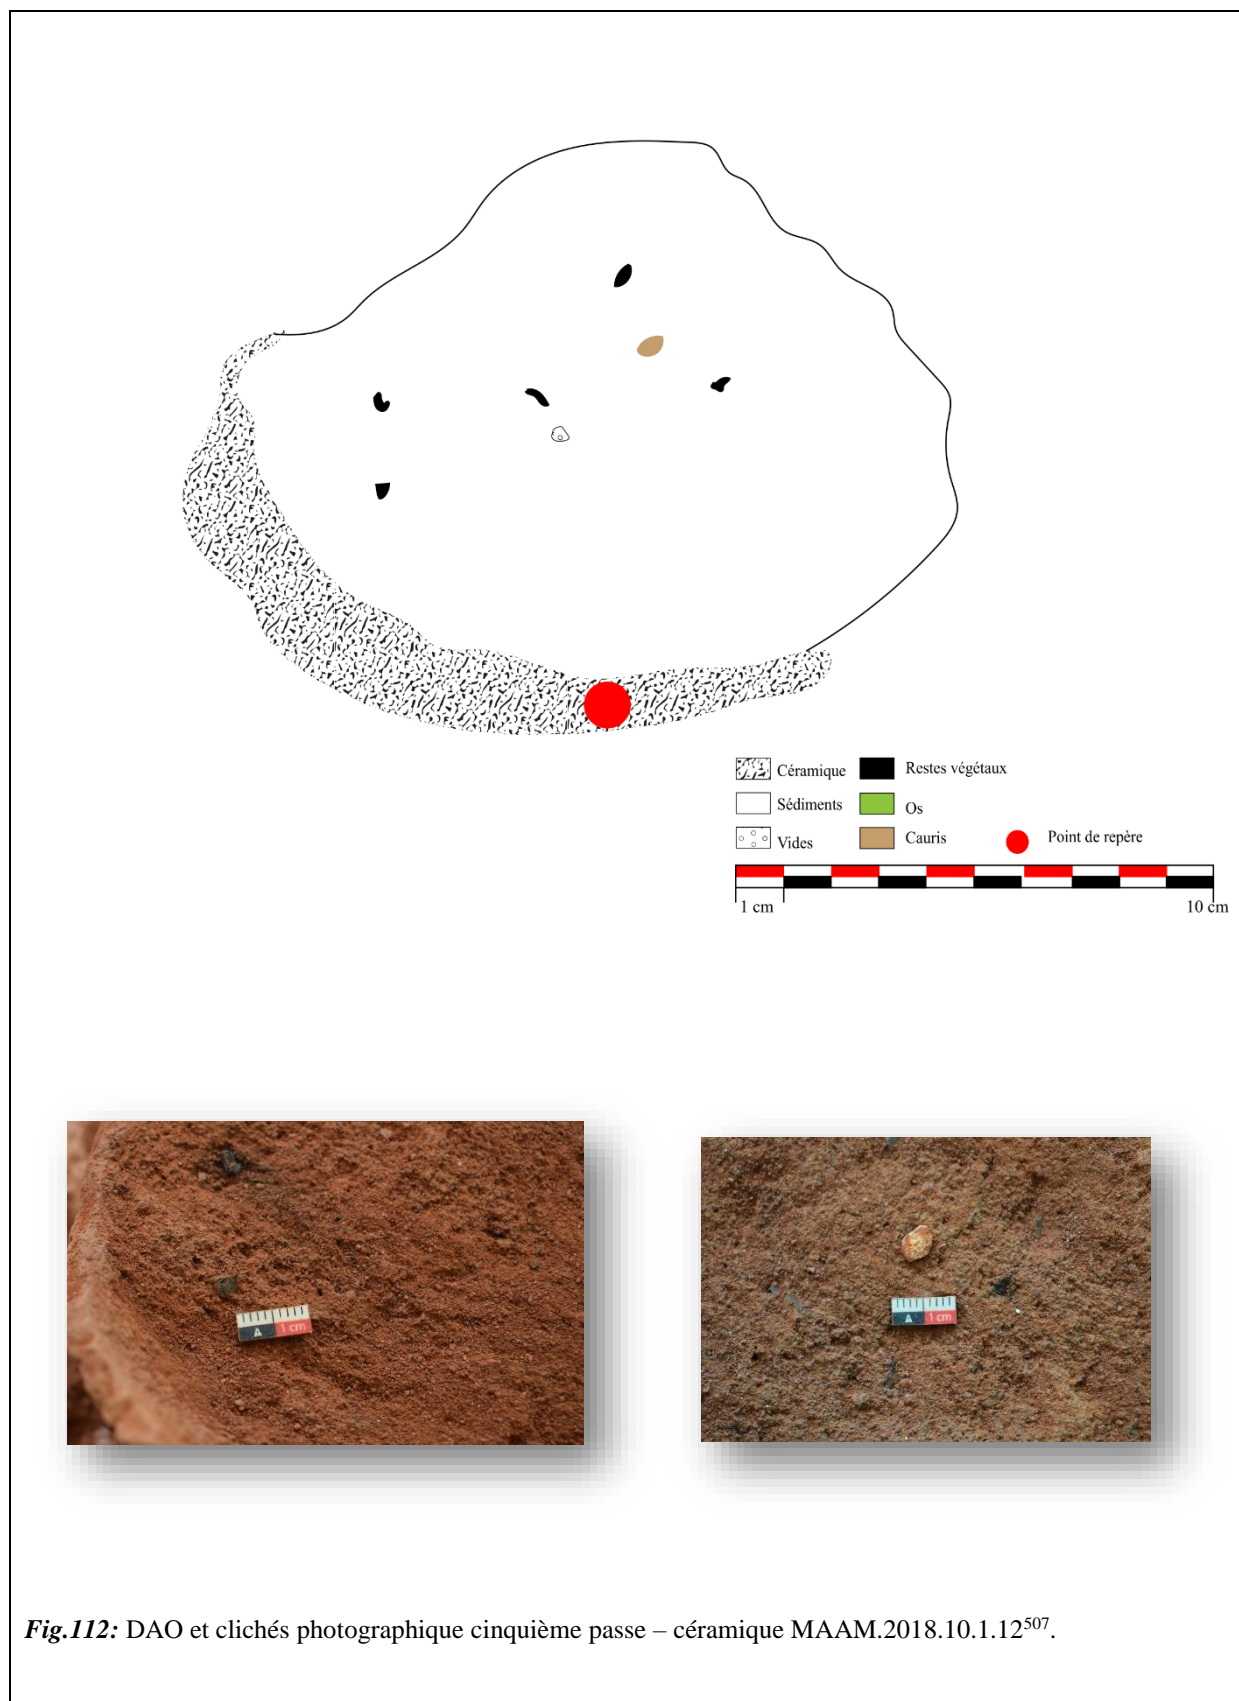 Céramique
Restes végétaux
Sédiments
Os
Vides
Cauris
Point de repère
1 cm
10 cm
A 1 cm
A 1 cm
Fig.112: DAO et clichés photographique cinquième passe – céramique MAAM.2018.10.1.12507.